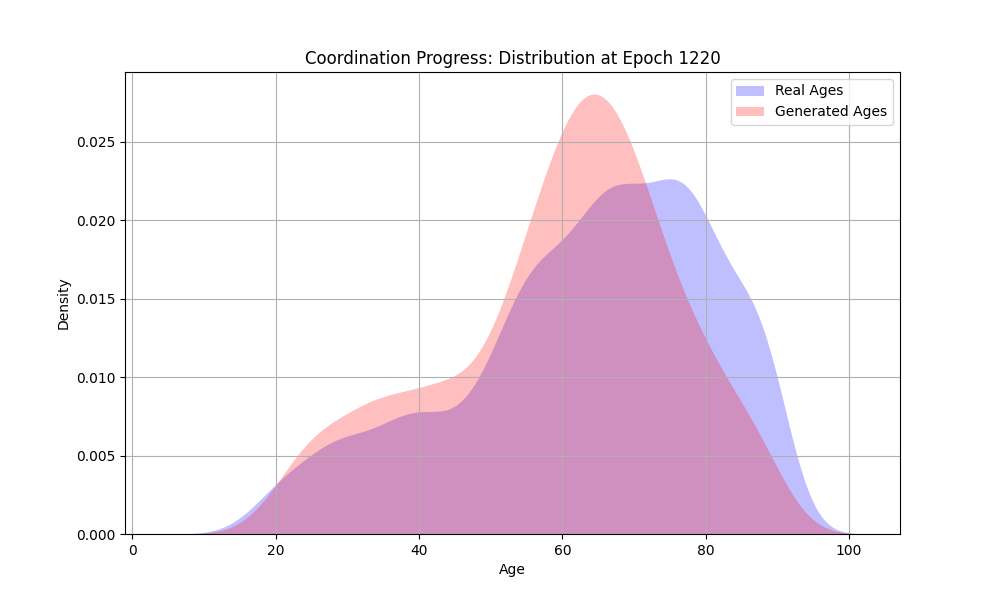 Coordination Progress: Distribution at Epoch 1220
Real Ages
Generated Ages
0.025
0.020
0.015
0.010
0.005
0.000
Density
0
20
40
60
80
100
Age